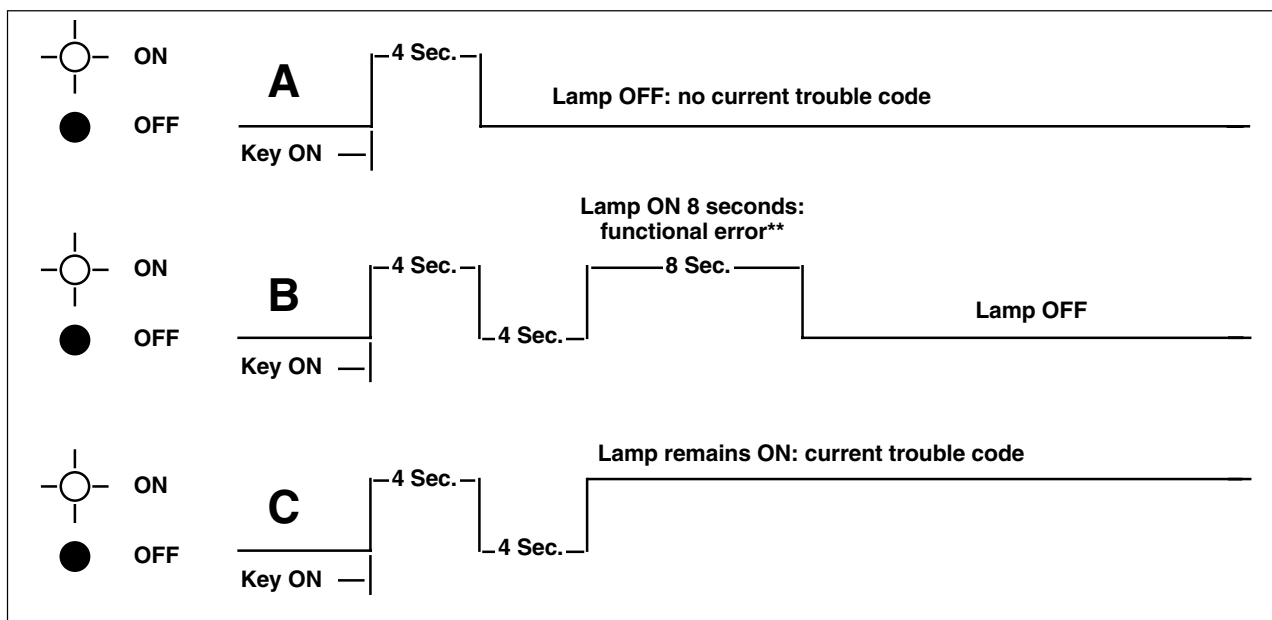 ON
A
4 Sec.
Lamp OFF: no current trouble code
OFF
Key ON
Lamp ON 8 seconds:
functional error**
ON
B
4 Sec.
8 Sec.
Lamp OFF
OFF
4 Sec.
Key ON
Lamp remains ON: current trouble code
ON
C
4 Sec.
OFF
4 Sec.
Key ON